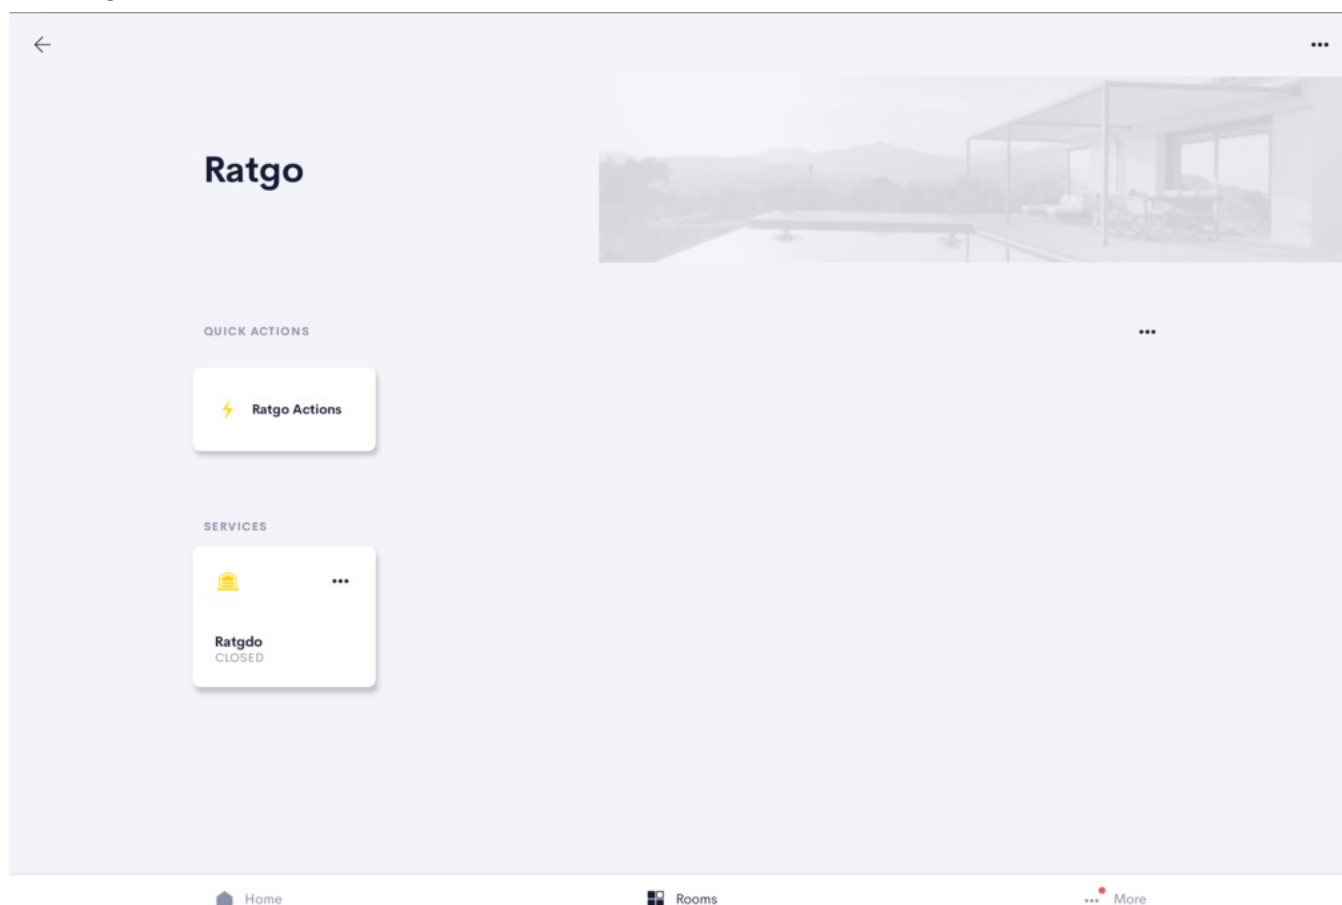 Ratgo
QUICK ACTIONS
Ratgo Actions
SERVICES
Ratgdo
CLOSED
Home
Rooms
More